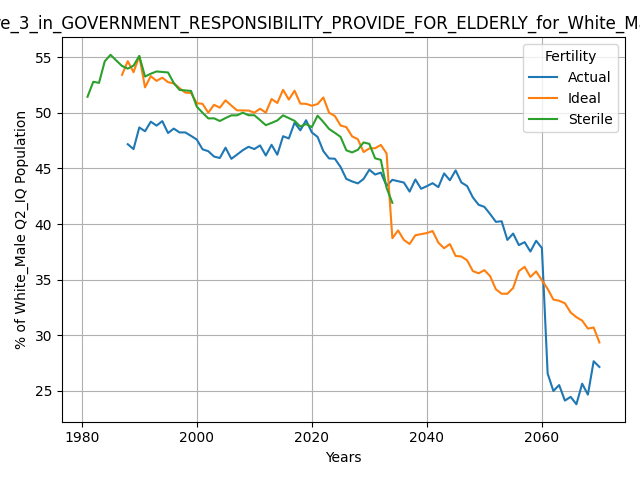 re_3_in_GOVERNMENT_RESPONSIBILITY_PROVIDE_FOR_ELDERLY_for_White_Ma
Fertility
Actual
Ideal
Sterile
% of White_Male Q2_IQ Population
55
50
45
40
35
30
25
1980
2000
2020
2040
2060
Years